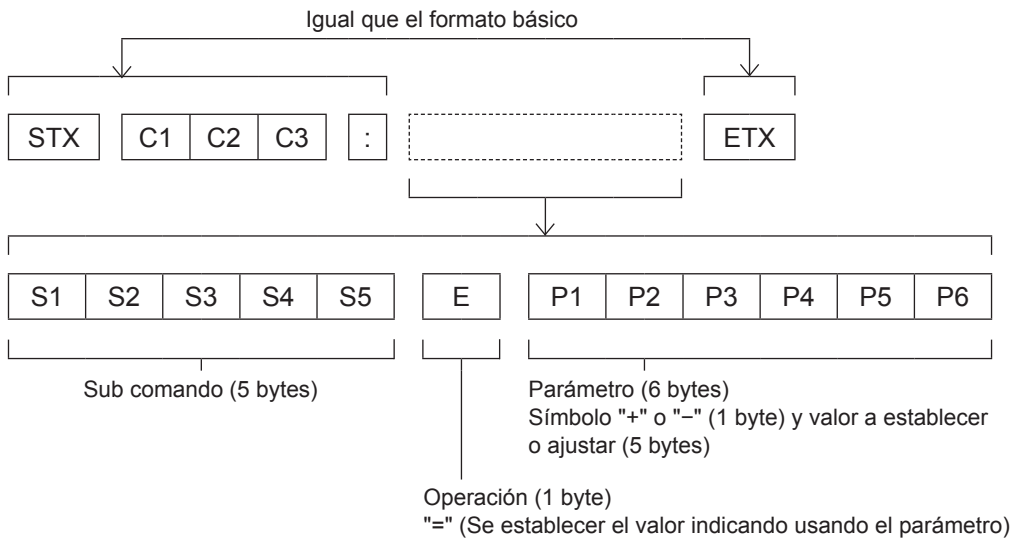 Igual que el formato básico
STX C1 C2 C3 : ETX
S1 S2 S3 S4 S5 E P1 P2 P3 P4 P5 P6
Sub comando (5 bytes)
Parámetro (6 bytes)
Símbolo "+" o "−" (1 byte) y valor a establecer
o ajustar (5 bytes)
Operación (1 byte)
"=" (Se establecer el valor indicando usando el parámetro)